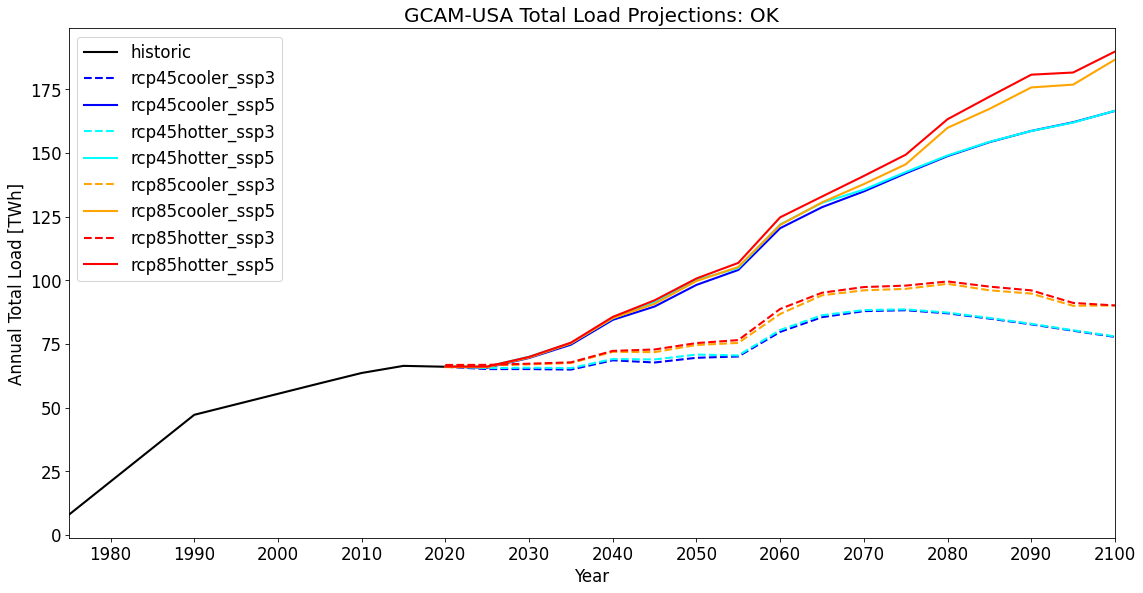 GCAM-USA Total Load Projections: OK
historic
rcp45cooler_ssp3
rcp45cooler_ssp5
rcp45hotter_ssp3
rcp45hotter_ssp5
rcp85cooler_ssp3
rcp85cooler_ssp5
rcp85hotter_ssp3
rcp85hotter_ssp5
Annual Total Load [TWh]
175
150
125
100
75
50
25
0
1980 1990 2000 2010 2020 2030 2040 2050 2060 2070 2080 2090 2100
Year